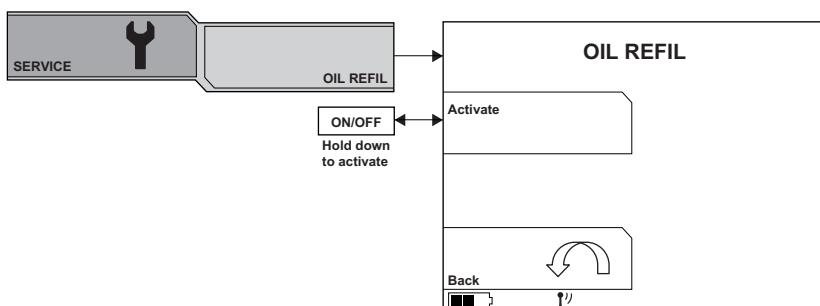 SERVICE
OIL REFIL
OIL REFIL
ON/OFF
Hold down
to activate
Activate
Back